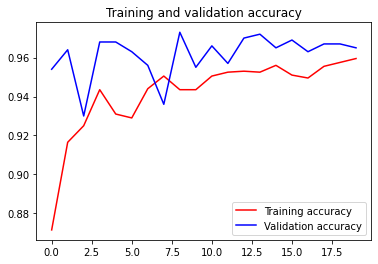 Training and validation accuracy
0.96
0.94
0.92
0.90
0.88
Training accuracy
Validation accuracy
0.0 2.5 5.0 7.5 10.0 12.5 15.0 17.5